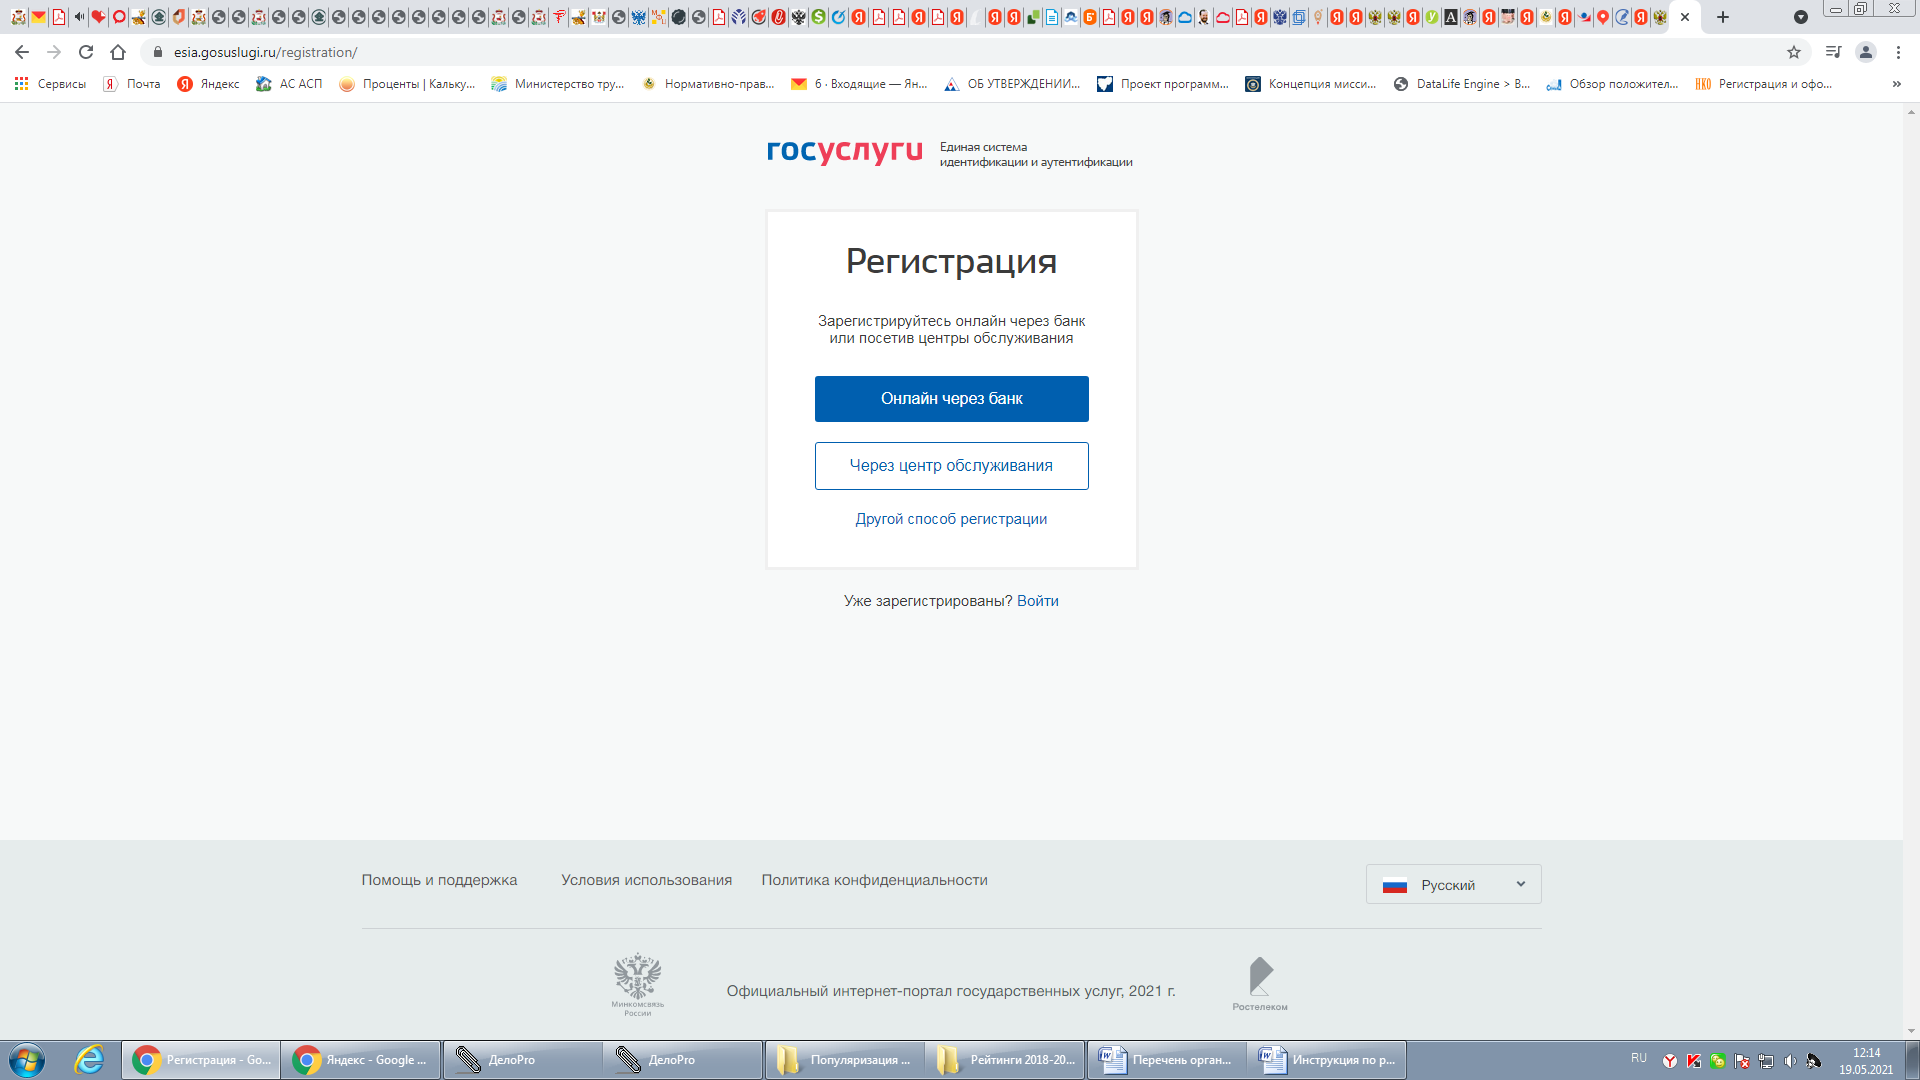 esia.gosuslugi.ru/registration/
Сервисы
Почта
Яндекс
АС АСП
Проценты | Кальку...
Министерство тру...
Нормативно-прав...
6 · Входящие — Ян...
ОБ УТВЕРЖДЕНИИ...
Проект программ...
Концепция мисси...
DataLife Engine > В...
Обзор положител...
НКО
Регистрация и офо...
»
госуслуги
Единая система
идентификации и аутентификации
Регистрация
Зарегистрируйтесь онлайн через банк
или посетив центры обслуживания
Онлайн через банк
Через центр обслуживания
Другой способ регистрации
Уже зарегистрированы? Войти
Помощь и поддержка
Условия использования
Политика конфиденциальности
Русский
Минкомсвязь
России
Официальный интернет-портал государственных услуг, 2021 г.
Ростелеком
Регистрация - Go...
Яндекс - Google ...
ДелоPro
ДелоPro
Популяризация ...
Рейтинги 2018-20...
Перечень орган...
Инструкция по р...
RU
12:14
19.05.2021